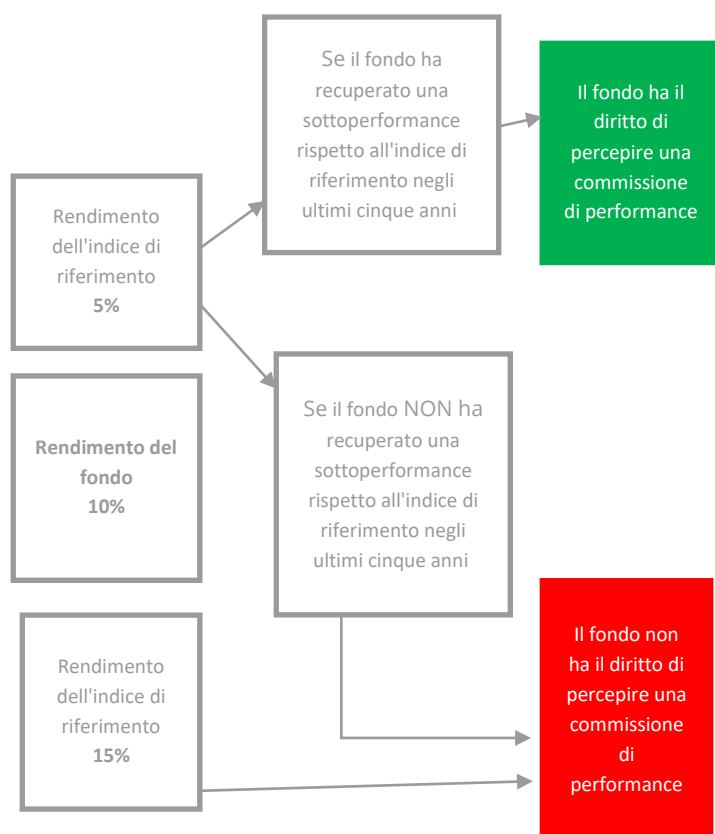 Se il fondo ha
recuperato una
sottoperformance
rispetto all'indice di
riferimento negli
ultimi cinque anni
Il fondo ha il
diritto di
percepire una
commissione
di performance
Rendimento
dell'indice di
riferimento
5%
Rendimento del
fondo
10%
Se il fondo NON ha
recuperato una
sottoperformance
rispetto all'indice di
riferimento negli
ultimi cinque anni
Rendimento
dell'indice di
riferimento
15%
Il fondo non
ha il diritto di
percepire una
commissione
di
performance